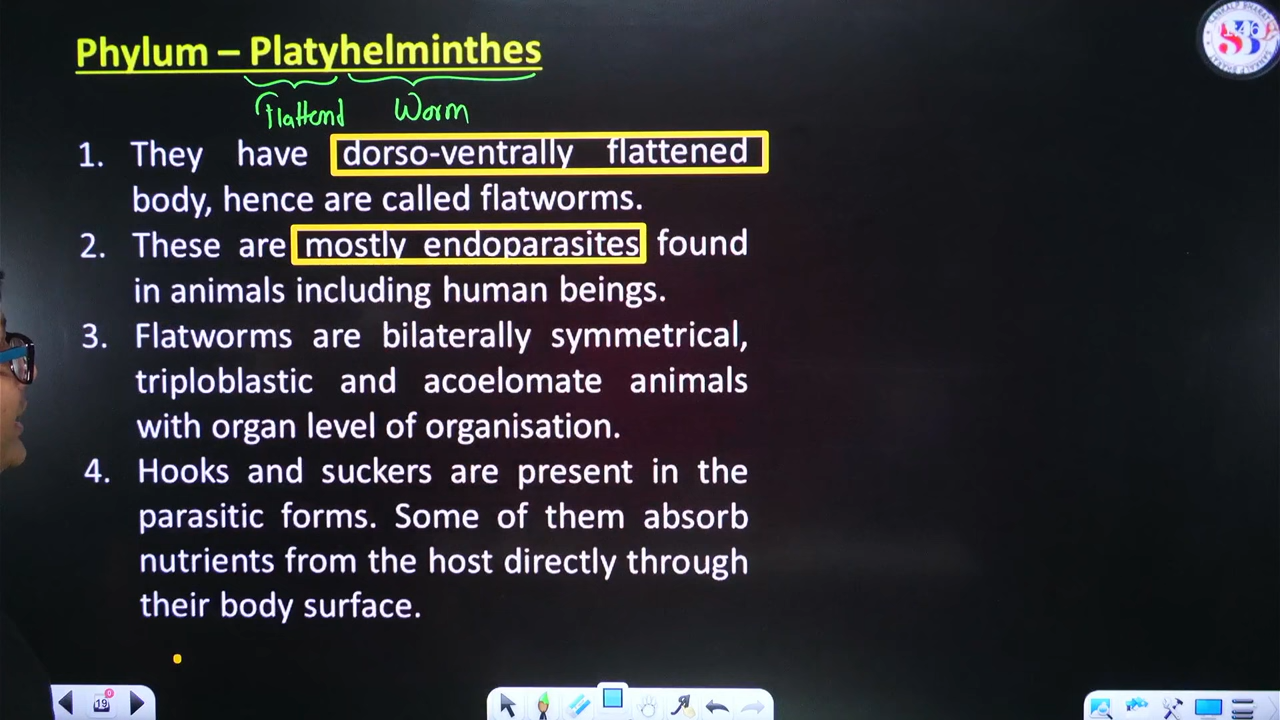 Phylum – Platyhelminthes
Flattend Worm
1. They have dorso-ventrally flattened
body, hence are called flatworms.
2. These are mostly endoparasites found
in animals including human beings.
3. Flatworms are bilaterally symmetrical,
triploblastic and acoelomate animals
with organ level of organisation.
4. Hooks and suckers are present in the
parasitic forms. Some of them absorb
nutrients from the host directly through
their body surface.
19